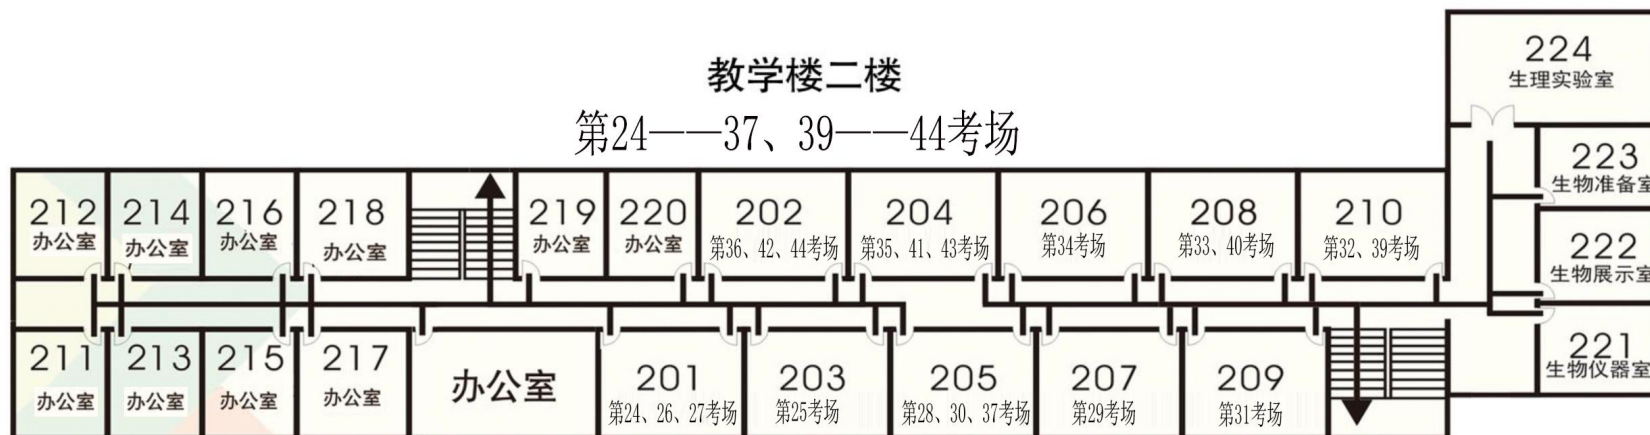 教学楼二楼
第24——37、39——44考场
224
生理实验室
223
生物准备室
222
生物展示室
221
生物仪器室
212
办公室
214
办公室
216
办公室
218
办公室
219
办公室
220
办公室
202
第36、42、44考场
204
第35、41、43考场
206
第34考场
208
第33、40考场
210
第32、39考场
211
办公室
213
办公室
215
办公室
217
办公室
办公室
201
第24、26、27考场
203
第25考场
205
第28、30、37考场
207
第29考场
209
第31考场